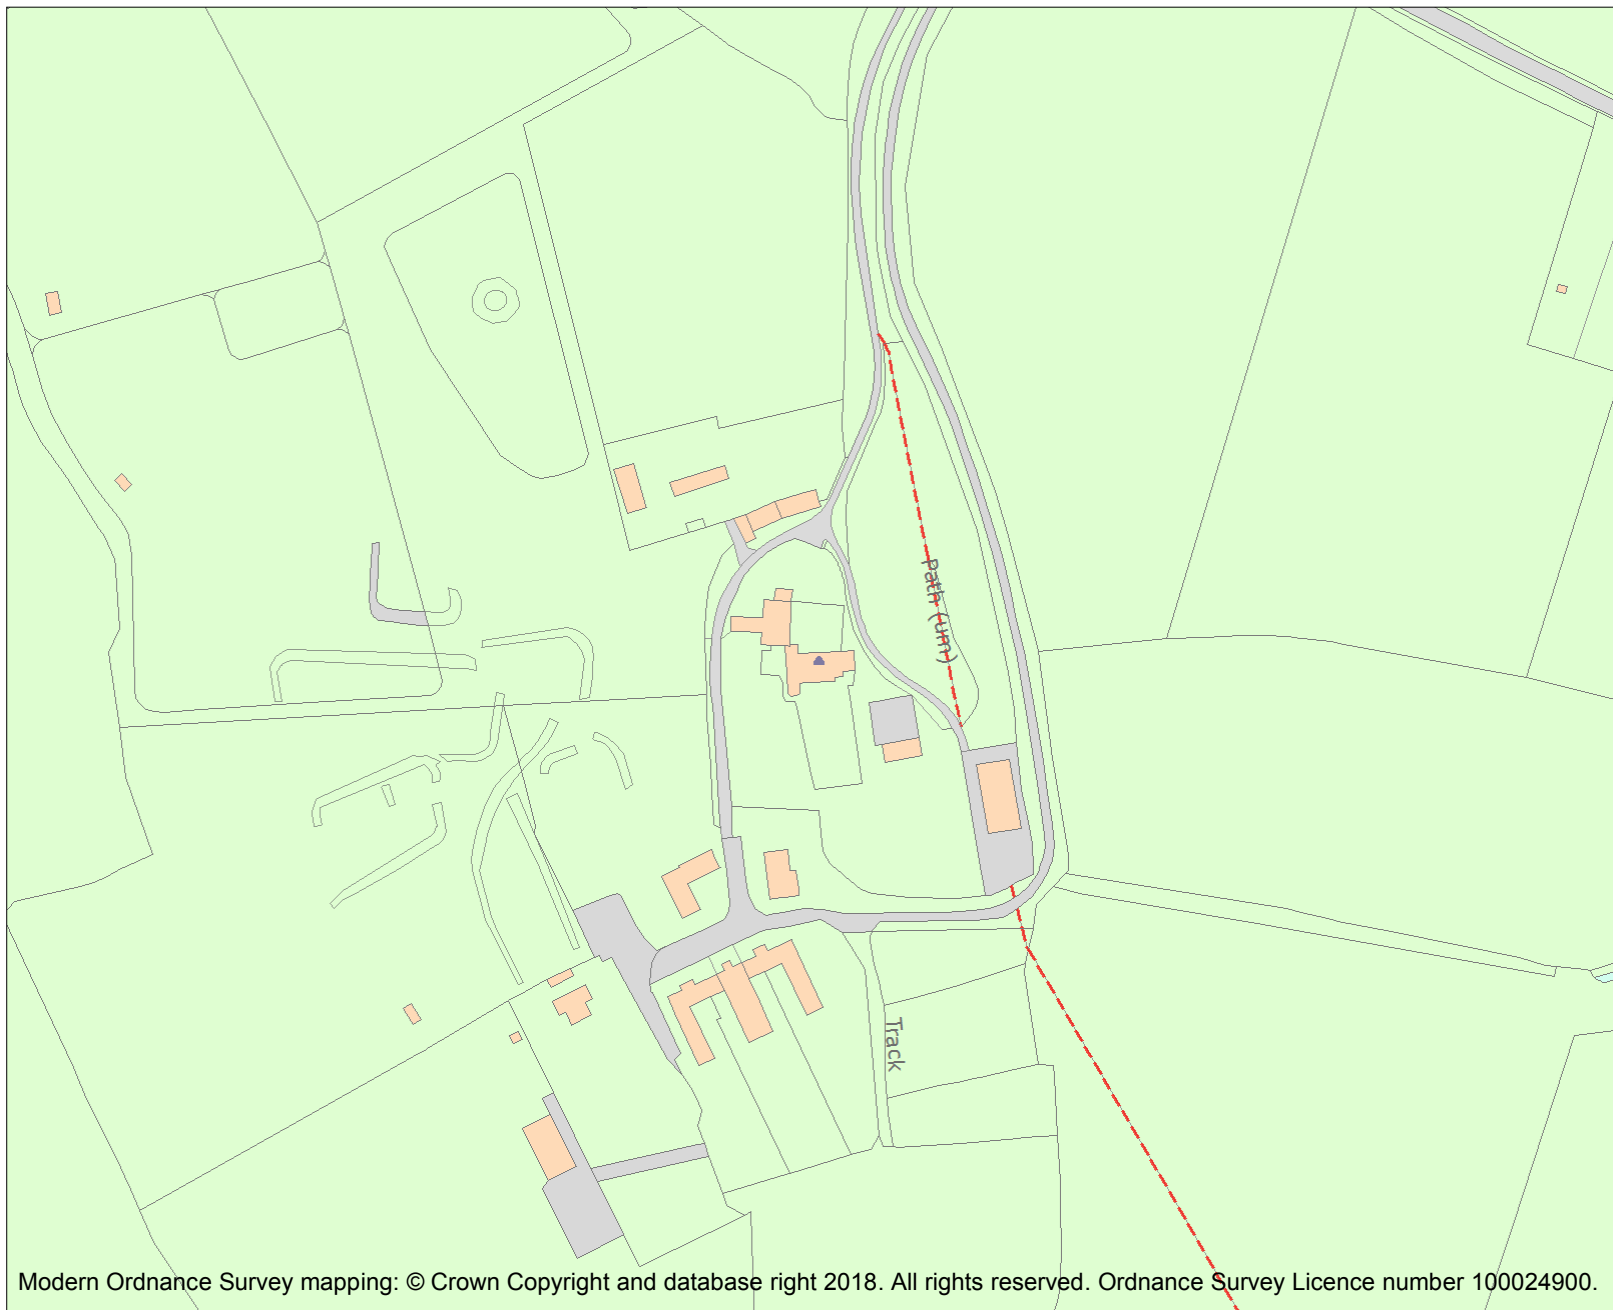 Path (um)
Track
Modern Ordnance Survey mapping: © Crown Copyright and database right 2018. All rights reserved. Ordnance Survey Licence number 100024900.